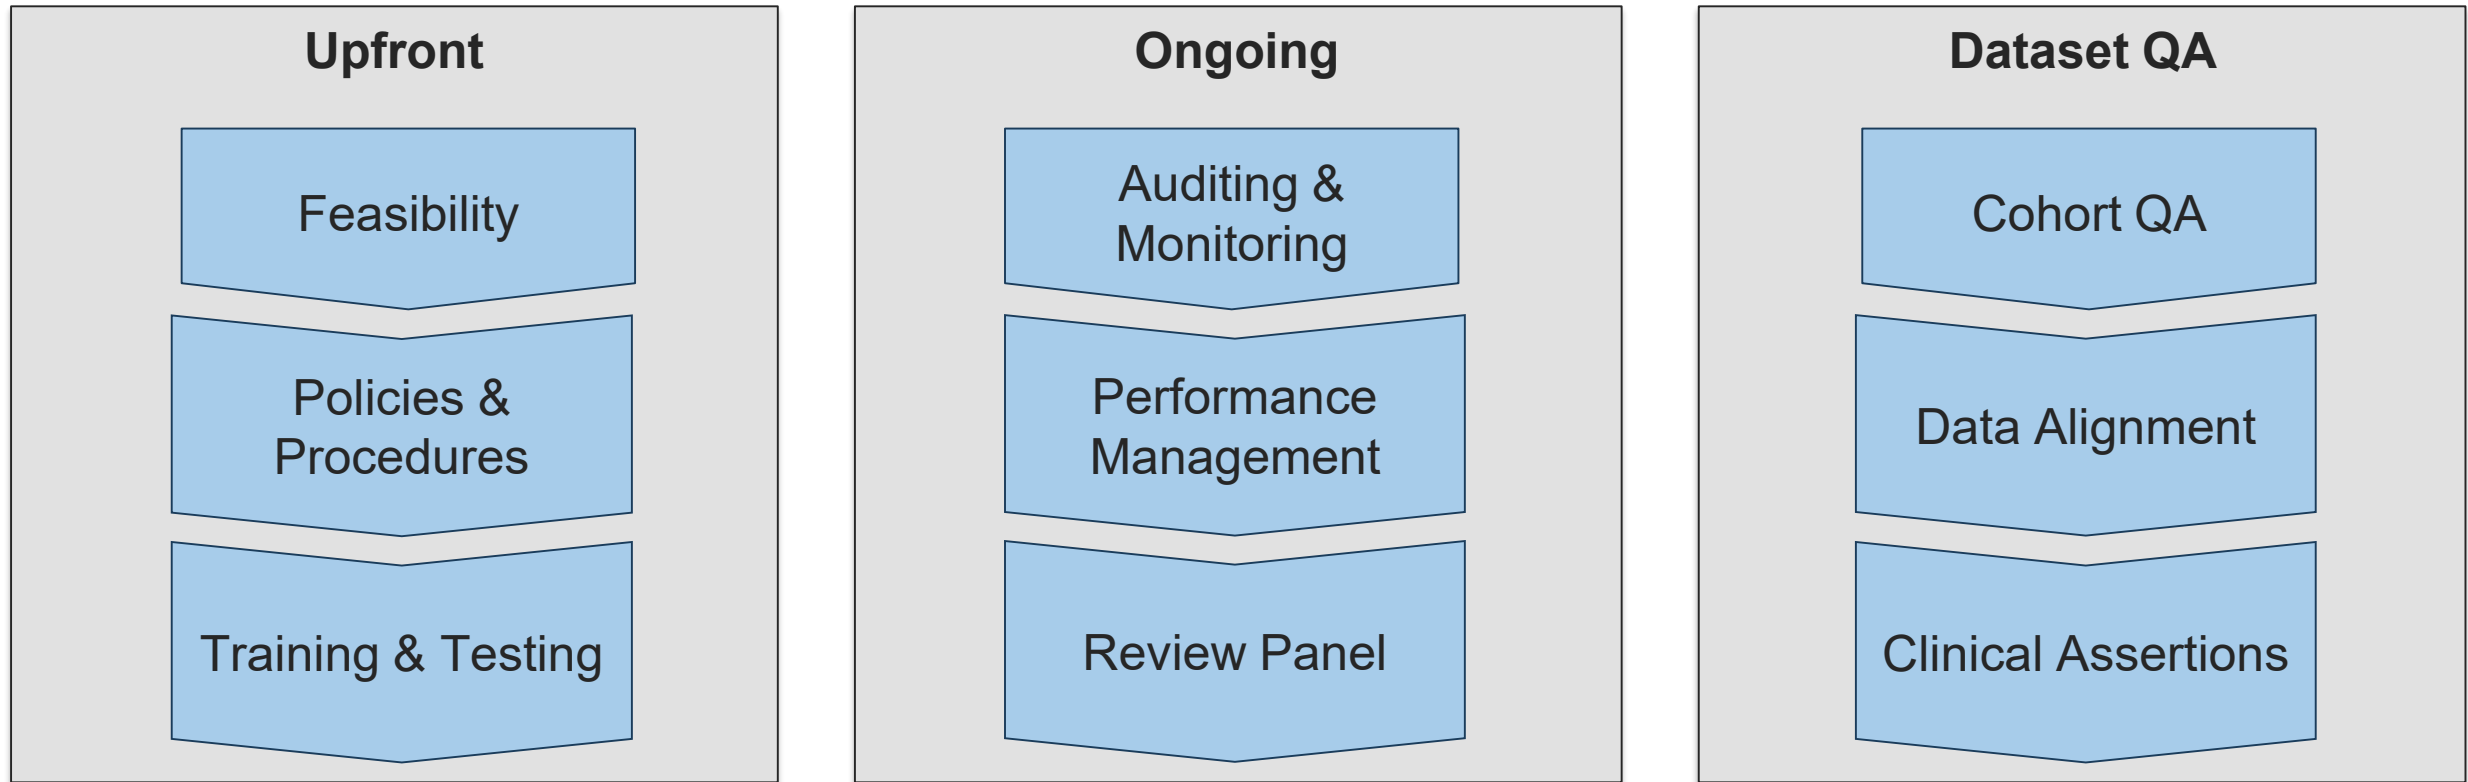 Upfront
Feasibility
Policies &
Procedures
Training & Testing
Ongoing
Auditing &
Monitoring
Performance
Management
Review Panel
Dataset QA
Cohort QA
Data Alignment
Clinical Assertions